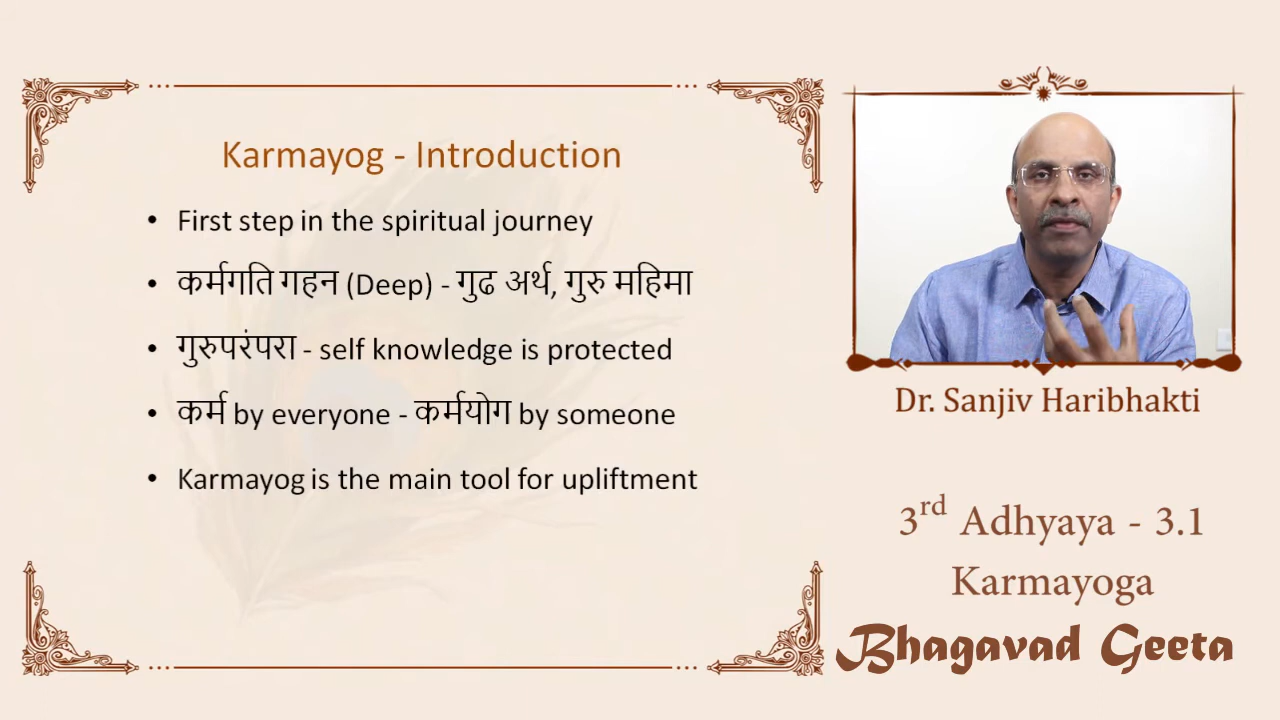 Karmayog - Introduction
• First step in the spiritual journey
• कर्मगति गहन (Deep) - गुढ अर्थ, गुरु महिमा
• गुरुपरंपरा - self knowledge is protected
• कर्म by everyone - कर्मयोग by someone
• Karmayog is the main tool for upliftment
Dr. Sanjiv Haribhakti
3rd Adhyaya - 3.1
Karmayoga
Bhagavad Geeta